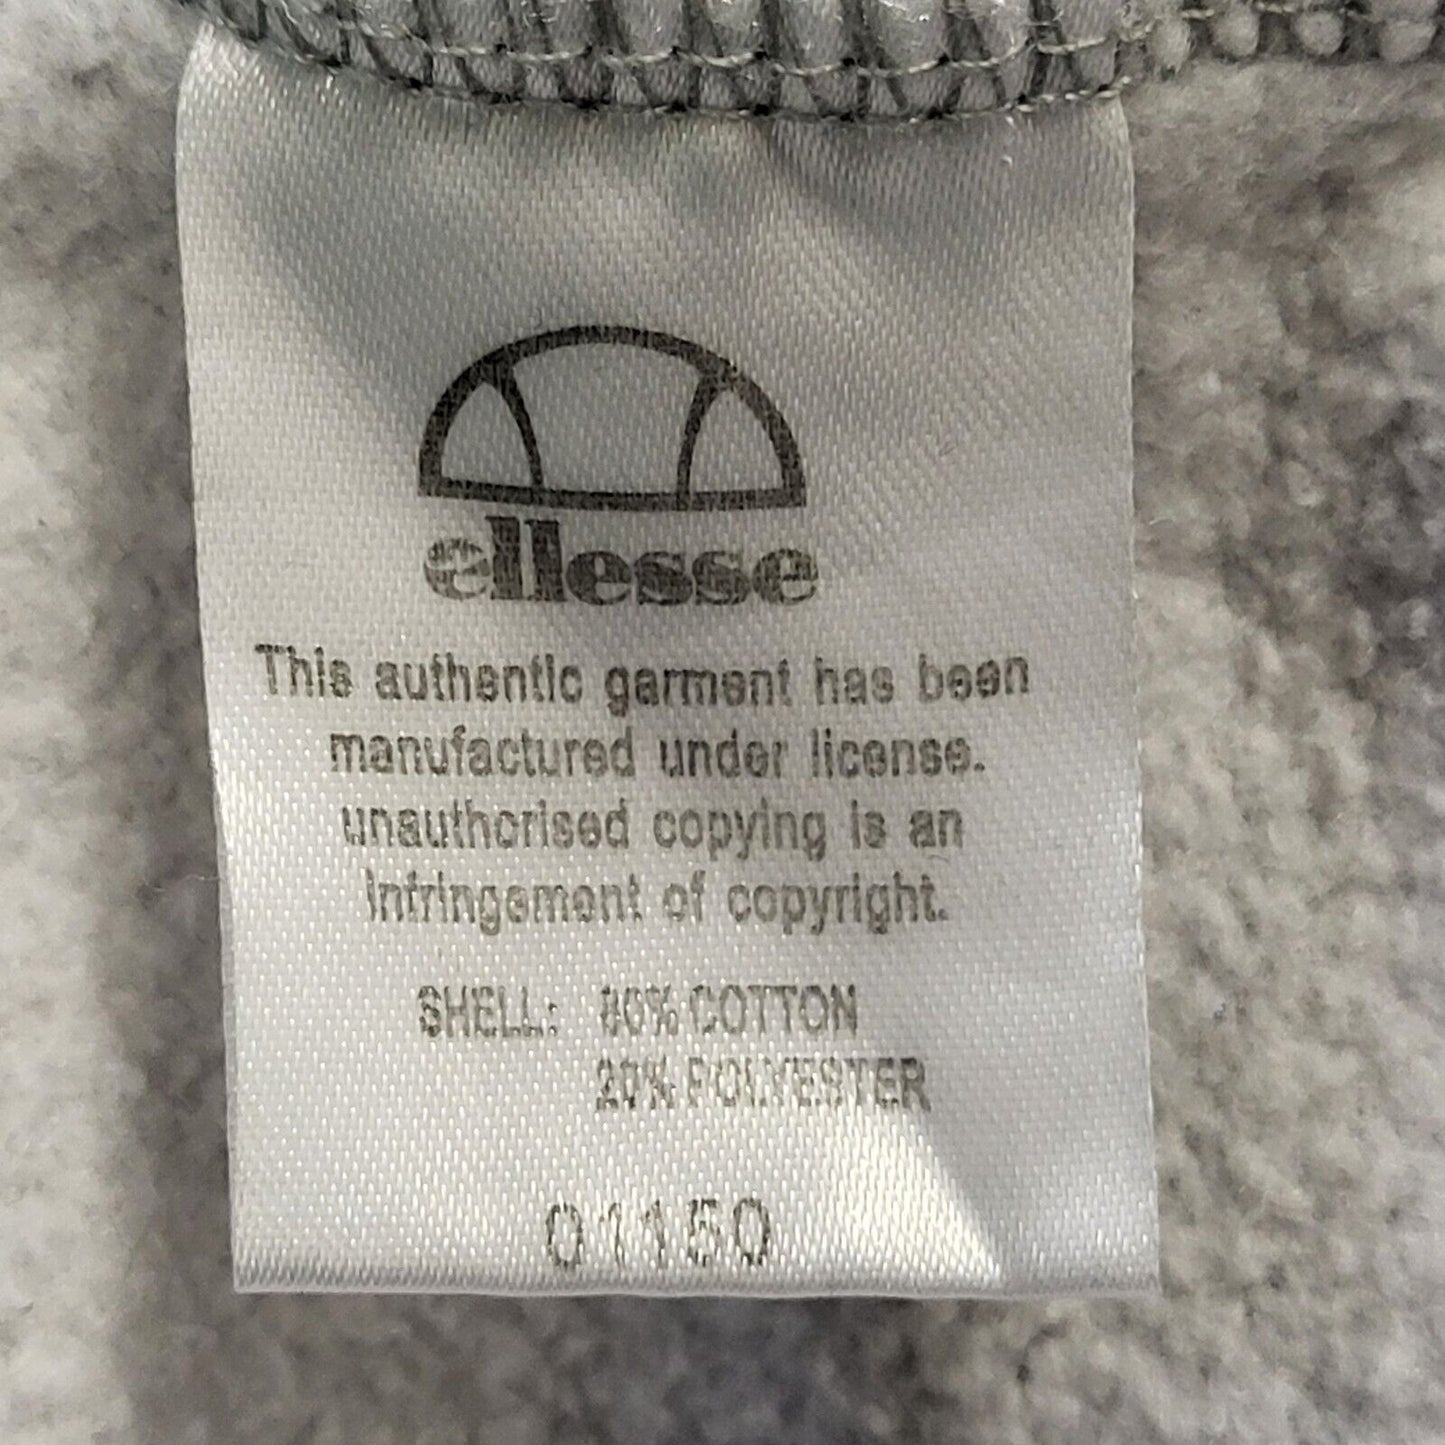 ellesse
This authentic garment has been
manufactured under license.
unauthorised copying is an
infringement of copyright.
SHELL: 80% COTTON
20% POLYESTER
01150